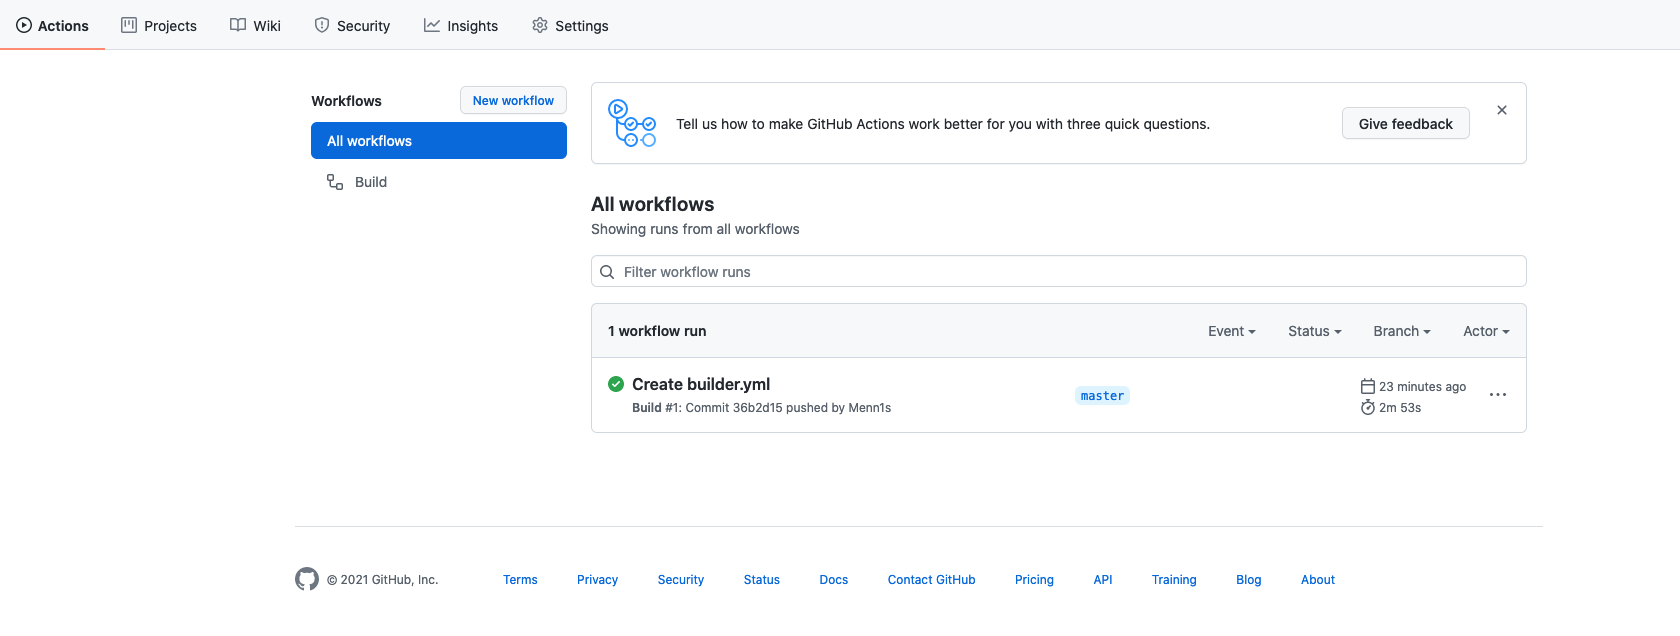 Actions Projects Wiki Security Insights Settings
Workflows
New workflow
All workflows
Build
Tell us how to make GitHub Actions work better for you with three quick questions.
Give feedback
All workflows
Showing runs from all workflows
Filter workflow runs
1 workflow run Event Status Branch Actor
Create builder.yml
Build #1: Commit 36b2d15 pushed by Menn1s
master
23 minutes ago
2m 53s
© 2021 GitHub, Inc. Terms Privacy Security Status Docs Contact GitHub Pricing API Training Blog About